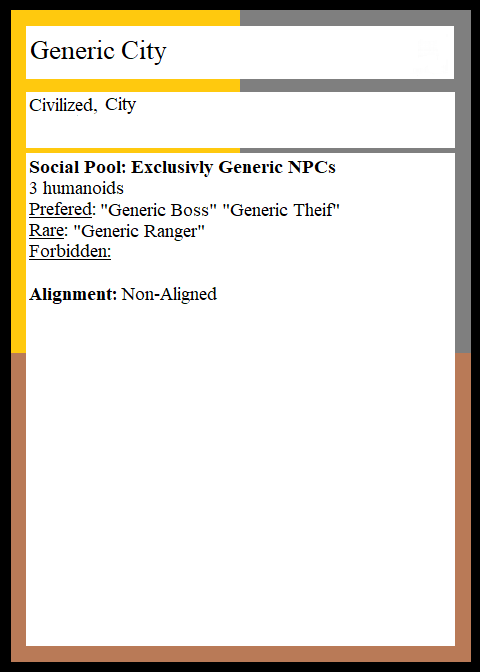 Generic City
Civilized, City
Social Pool: Exclusivly Generic NPCs
3 humanoids
Prefered: "Generic Boss" "Generic Theif"
Rare: "Generic Ranger"
Forbidden:
Alignment: Non-Aligned